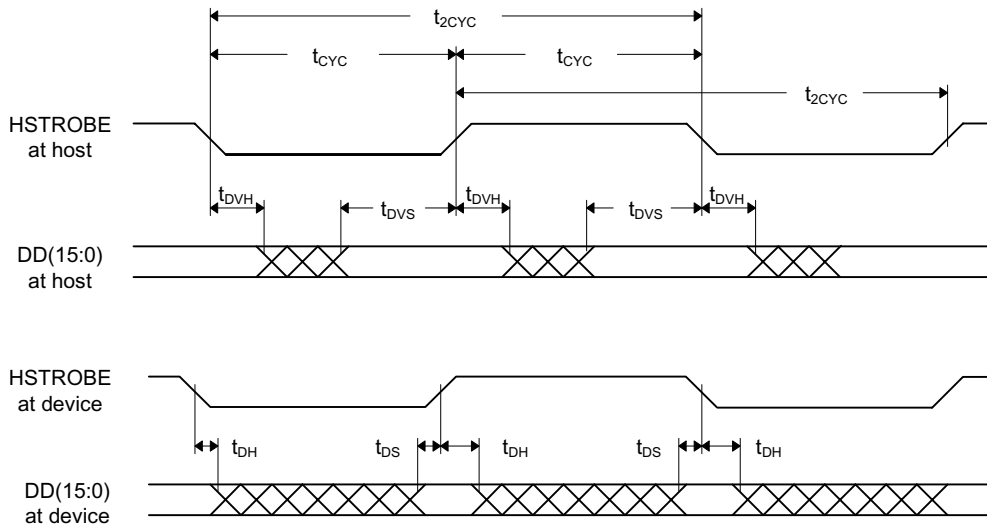 t2CYC
tCYC tCYC
t2CYC
HSTROBE
at host
tDVH tDVS tDVH tDVS tDVH
DD(15:0)
at host
HSTROBE
at device
tDH tDS tDH tDS tDH
DD(15:0)
at device